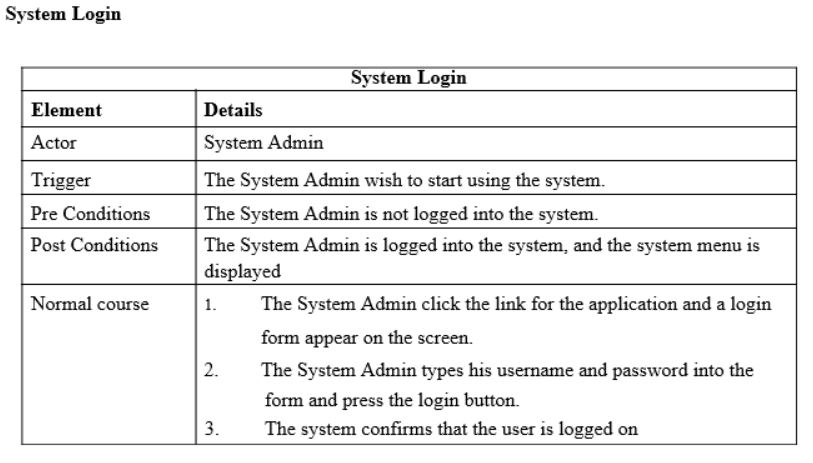 System Login
System Login
Element Details
Actor System Admin
Trigger The System Admin wish to start using the system.
Pre Conditions The System Admin is not logged into the system.
Post Conditions The System Admin is logged into the system, and the system menu is
displayed
Normal course 1. The System Admin click the link for the application and a login
form appear on the screen.
2. The System Admin types his username and password into the
form and press the login button.
3. The system confirms that the user is logged on